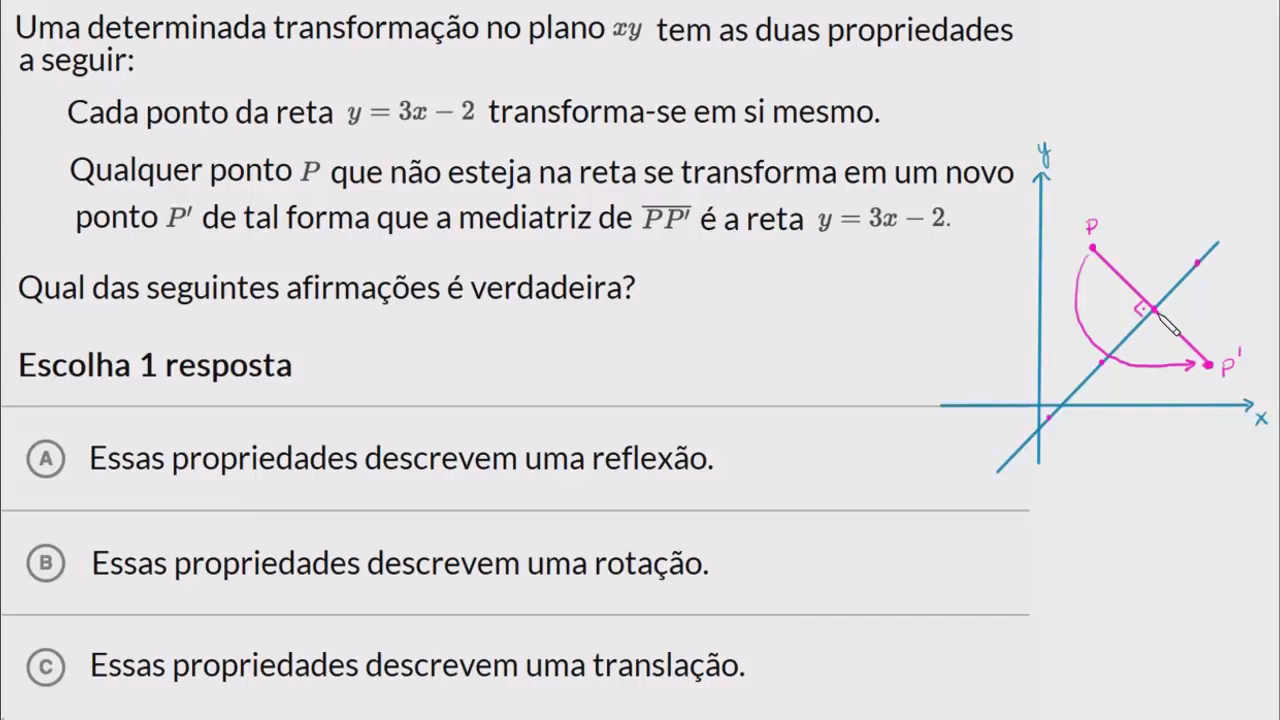 Uma determinada transformação no plano xy tem as duas propriedades
a seguir:
Cada ponto da reta y = 3x − 2 transforma-se em si mesmo.
Qualquer ponto P que não esteja na reta se transforma em um novo
ponto P′ de tal forma que a mediatriz de P̅P̅′̅ é a reta y = 3x − 2.
Qual das seguintes afirmações é verdadeira?
Escolha 1 resposta
A Essas propriedades descrevem uma reflexão.
B Essas propriedades descrevem uma rotação.
C Essas propriedades descrevem uma translação.
y
P
P'
x